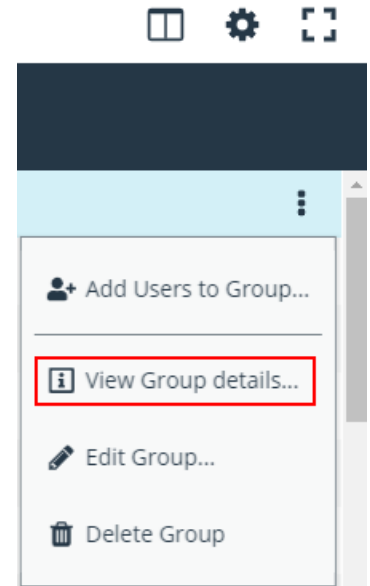 Add Users to Group...
View Group details...
Edit Group...
Delete Group